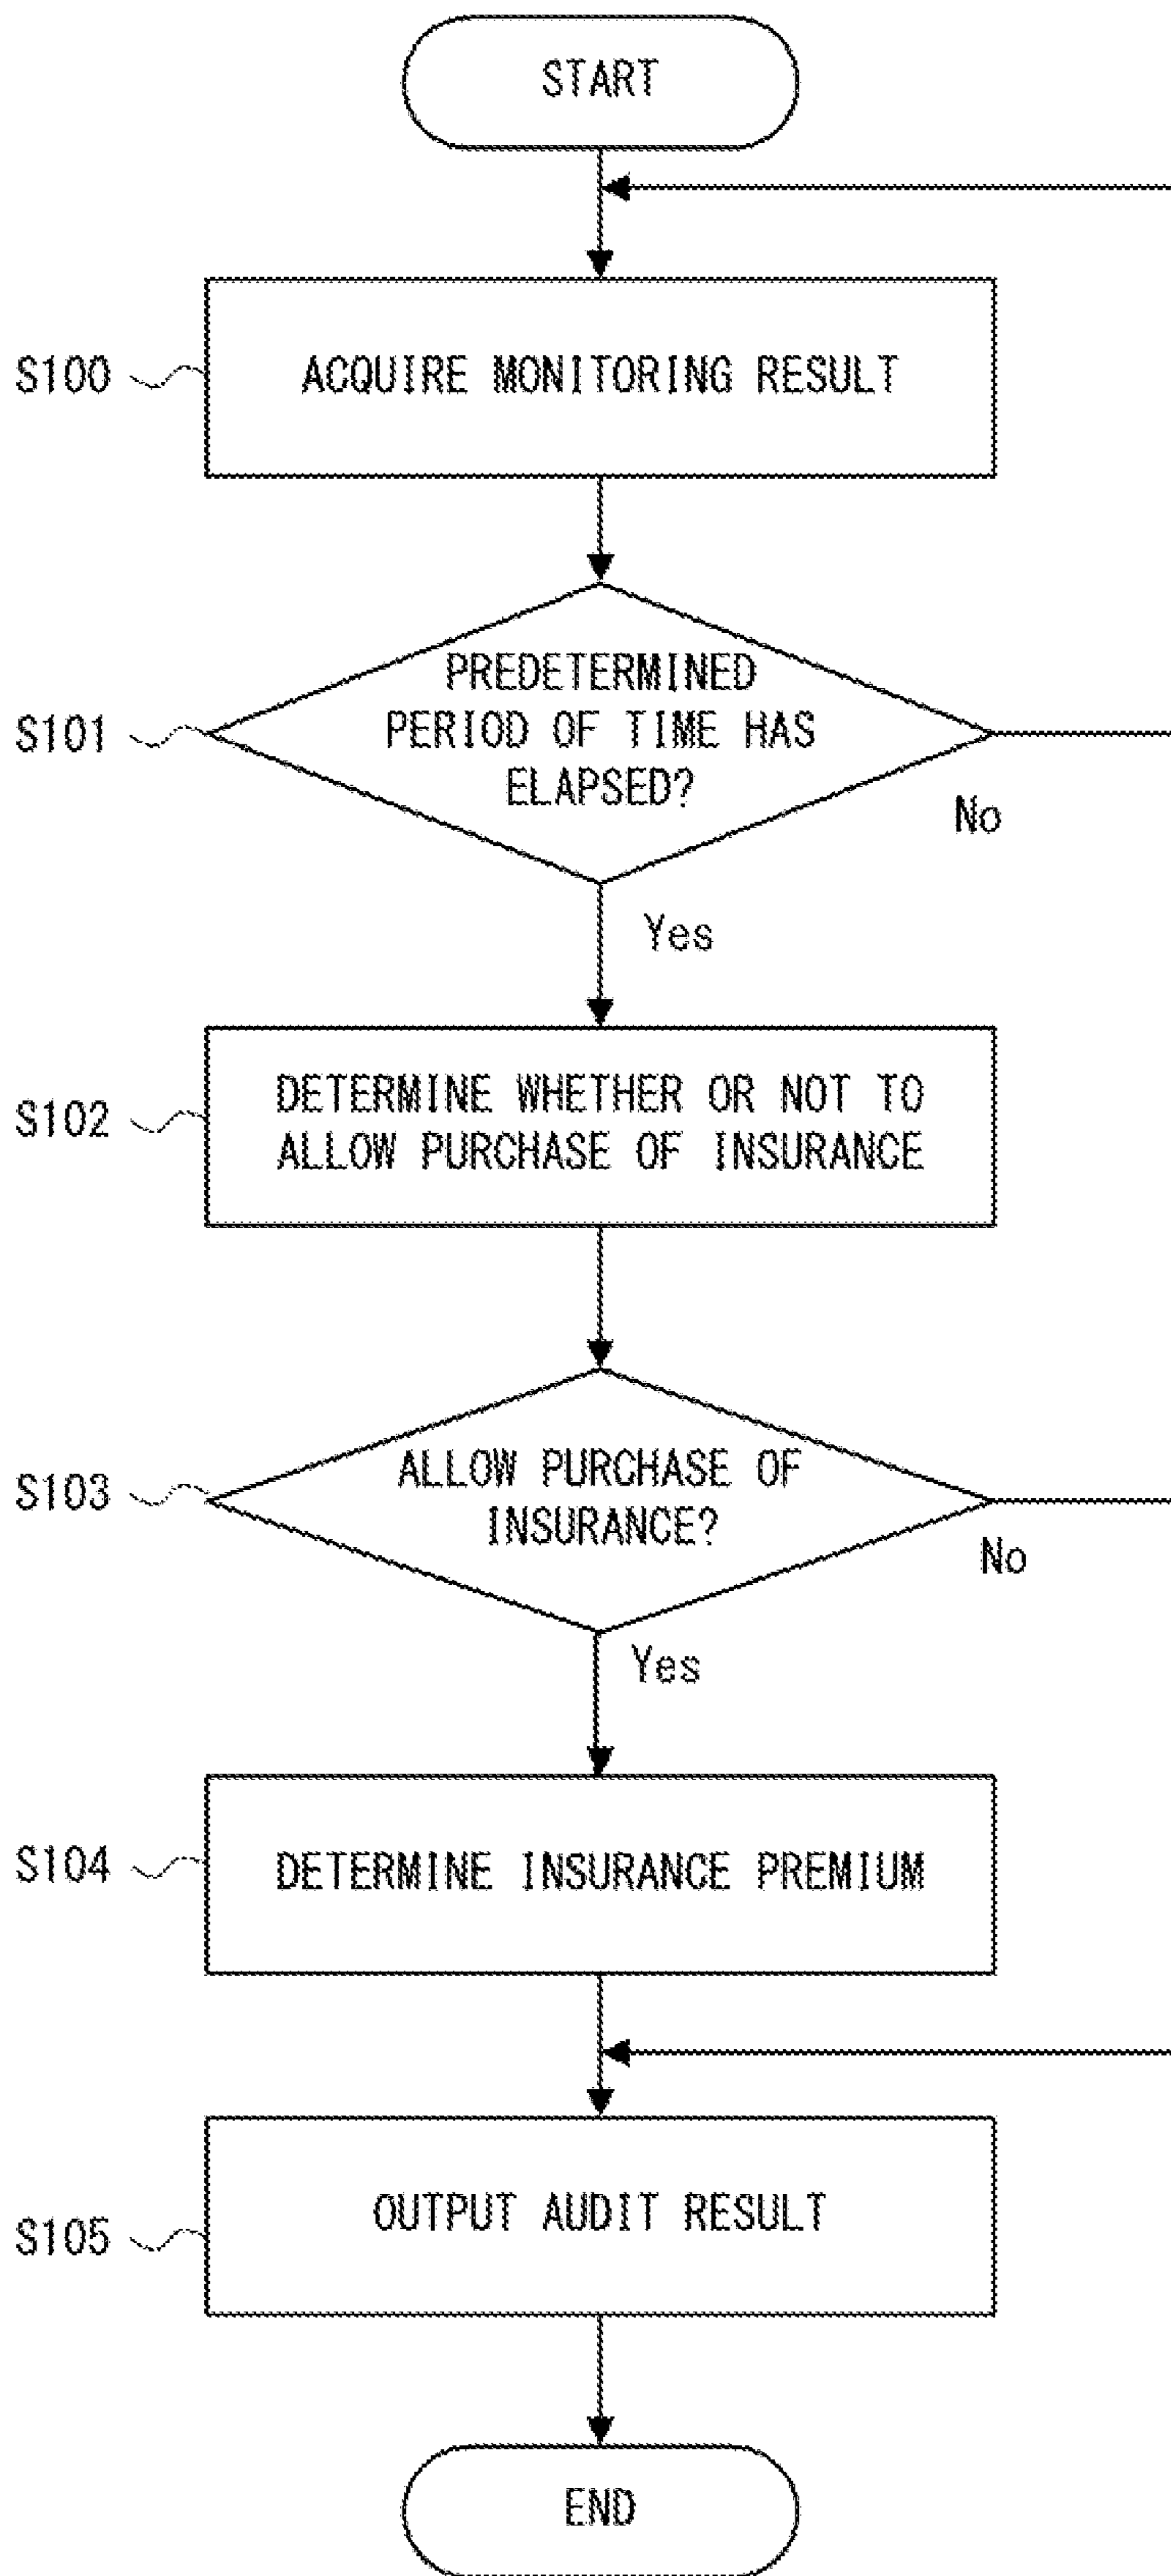 START
S100
ACQUIRE MONITORING RESULT
S101
PREDETERMINED
PERIOD OF TIME HAS
ELAPSED?
No
Yes
S102
DETERMINE WHETHER OR NOT TO
ALLOW PURCHASE OF INSURANCE
S103
ALLOW PURCHASE OF
INSURANCE?
No
Yes
S104
DETERMINE INSURANCE PREMIUM
S105
OUTPUT AUDIT RESULT
END